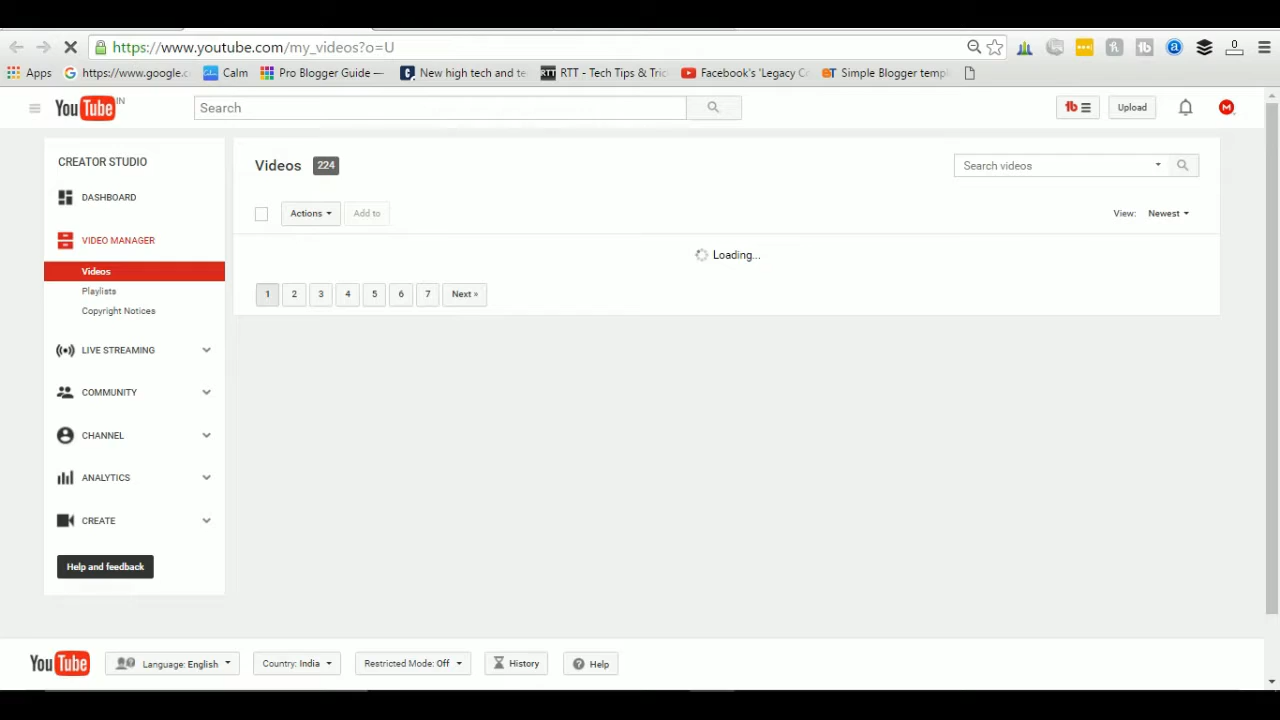 https://www.youtube.com/my_videos?o=U
0
Apps https://www.google.c Calm Pro Blogger Guide — New high tech and te RTT - Tech Tips & Tric Facebook's 'Legacy C Simple Blogger templ
YouTube IN Search Upload M
CREATOR STUDIO
DASHBOARD
VIDEO MANAGER
Videos
Playlists
Copyright Notices
LIVE STREAMING
COMMUNITY
CHANNEL
ANALYTICS
CREATE
Help and feedback
Videos 224 Search videos
Actions Add to View: Newest
Loading...
1 2 3 4 5 6 7 Next »
YouTube Language: English Country: India Restricted Mode: Off History Help